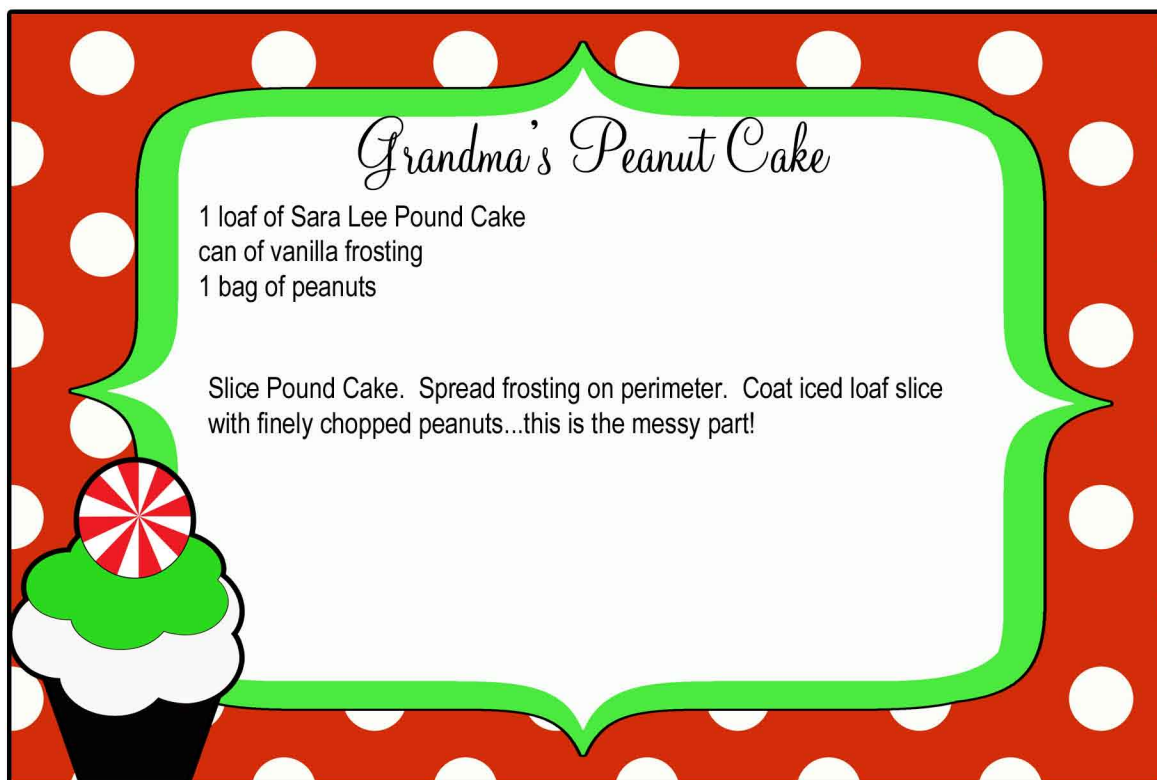 Grandma's Peanut Cake
1 loaf of Sara Lee Pound Cake
can of vanilla frosting
1 bag of peanuts
Slice Pound Cake.  Spread frosting on perimeter.  Coat iced loaf slice
with finely chopped peanuts...this is the messy part!